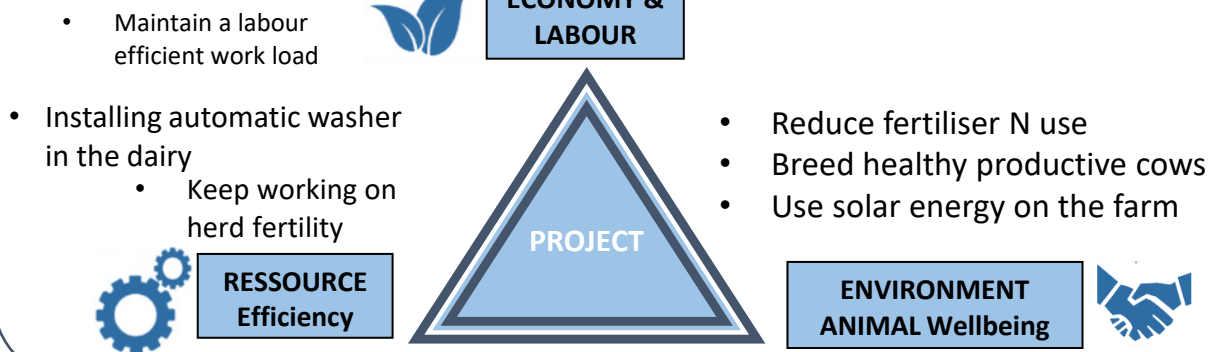 ECONOMY &
LABOUR
• Maintain a labour
efficient work load
• Installing automatic washer
in the dairy
• Keep working on
herd fertility
• Reduce fertiliser N use
• Breed healthy productive cows
• Use solar energy on the farm
PROJECT
RESSOURCE
Efficiency
ENVIRONMENT
ANIMAL Wellbeing